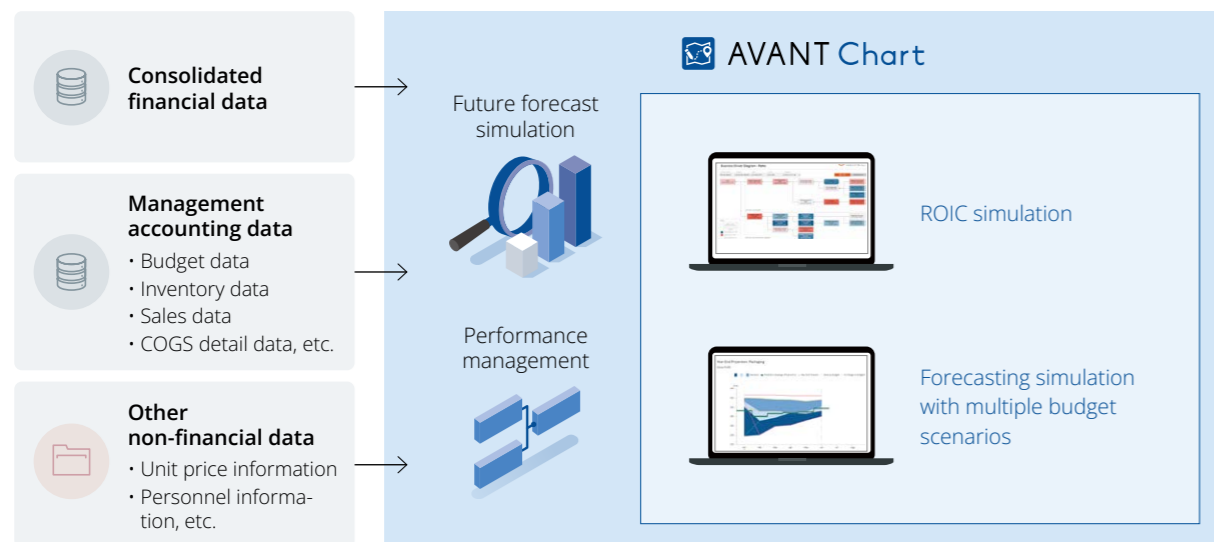 Consolidated
financial data
Management
accounting data
・Budget data
・Inventory data
・Sales data
・COGS detail data, etc.
Other
non-financial data
・Unit price information
・Personnel informa-
tion, etc.
AVANT Chart
Future forecast
simulation
Performance
management
ROIC simulation
Forecasting simulation
with multiple budget
scenarios